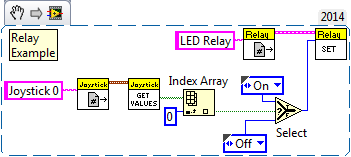 2014
Relay
Example
LED Relay
Relay
#
Relay
SET
Joystick 0
Joystick
#
Joystick
GET
VALUES
Index Array
0
On
?
Off
Select